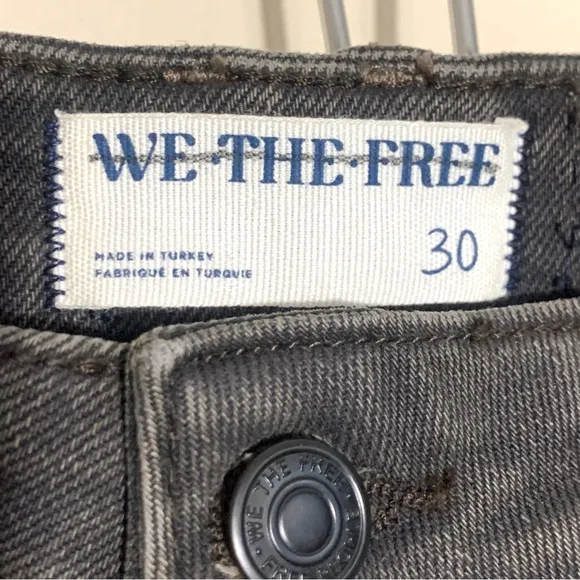 WE·THE·FREE
30
MADE IN TURKEY
FABRIQUÉ EN TURQUIE
WE THE FREE